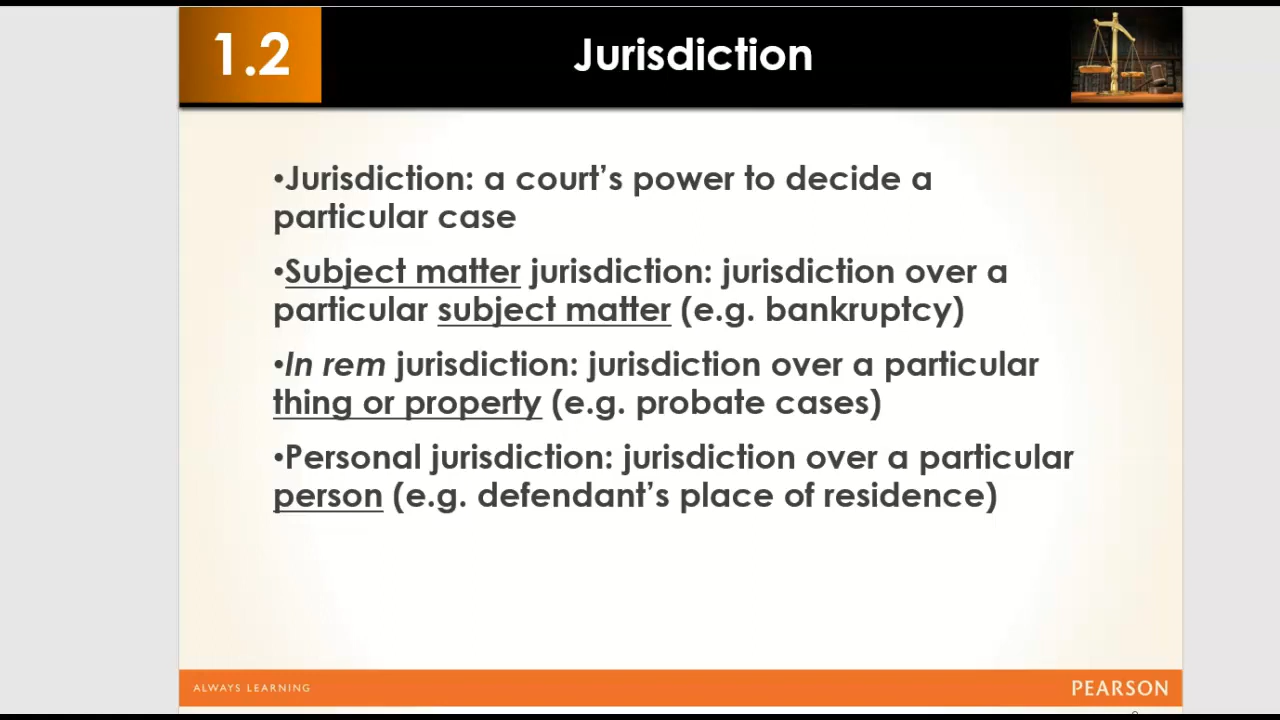 1.2
Jurisdiction
•Jurisdiction: a court’s power to decide a
particular case
•Subject matter jurisdiction: jurisdiction over a
particular subject matter (e.g. bankruptcy)
•In rem jurisdiction: jurisdiction over a particular
thing or property (e.g. probate cases)
•Personal jurisdiction: jurisdiction over a particular
person (e.g. defendant’s place of residence)
ALWAYS LEARNING
PEARSON